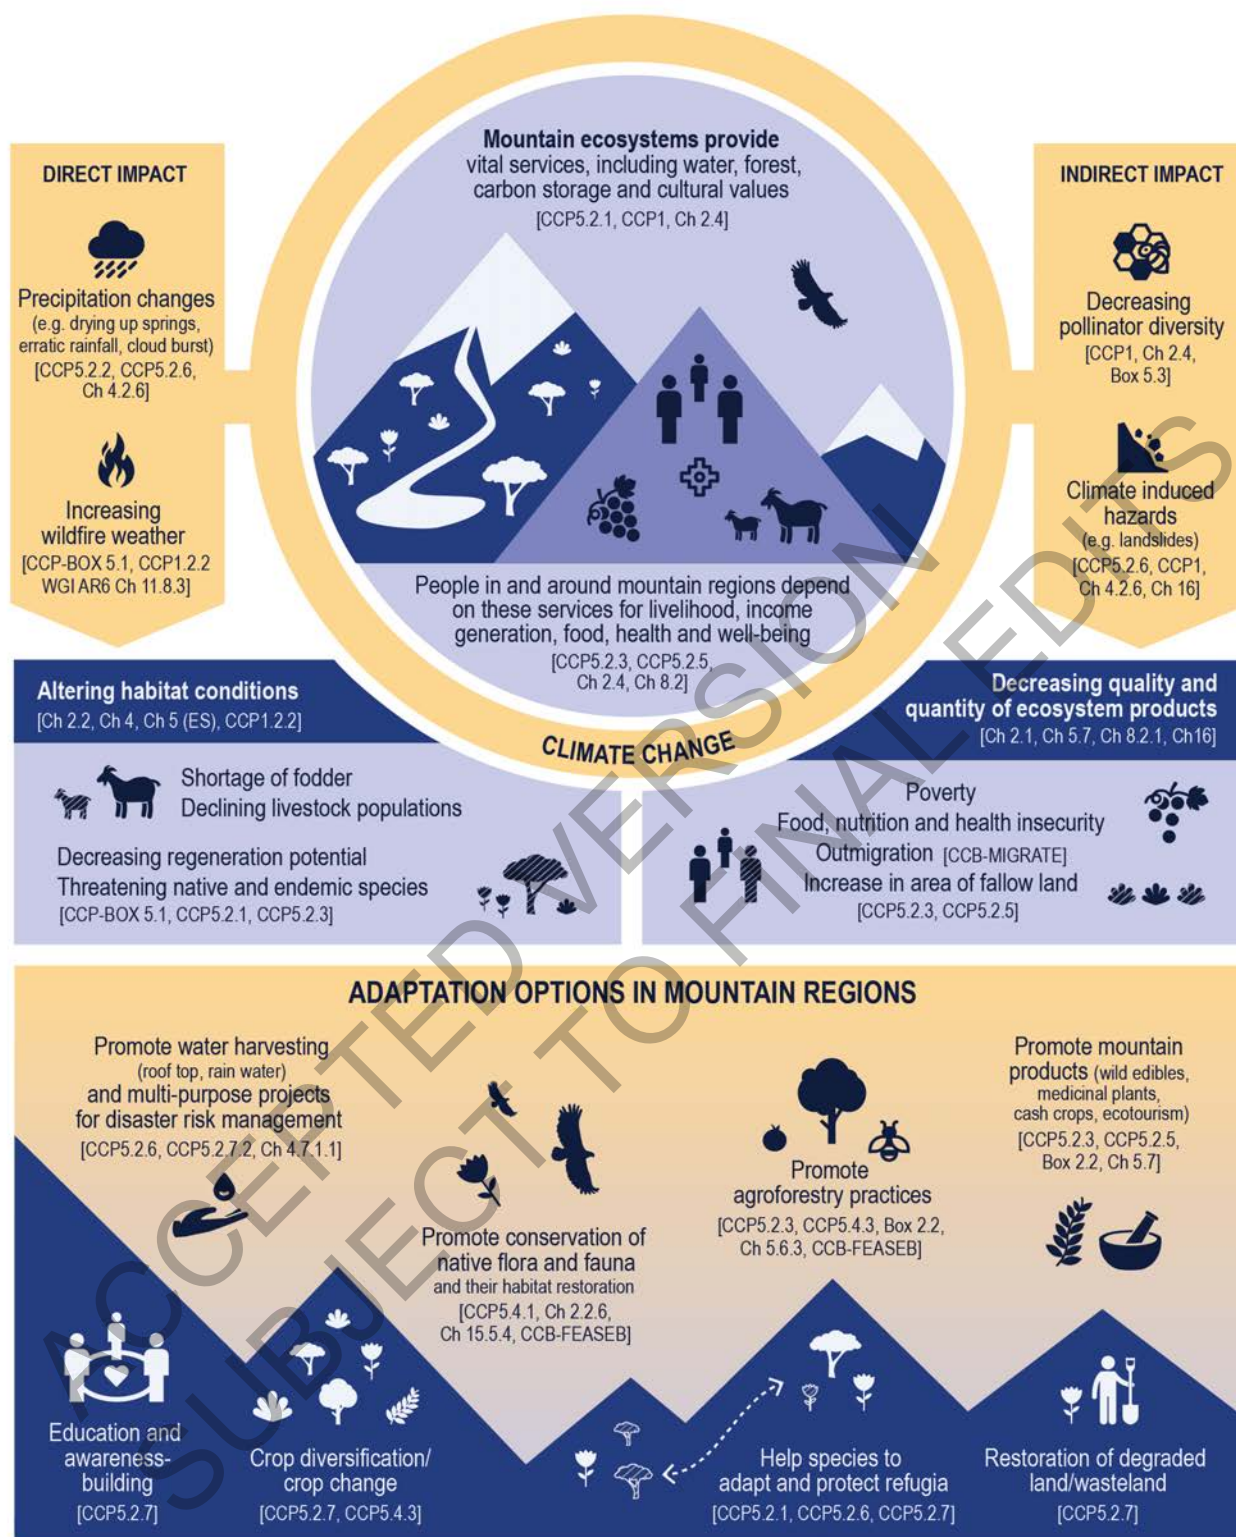 Mountain ecosystems provide
vital services, including water, forest,
carbon storage and cultural values
[CCP5.2.1, CCP1, Ch 2.4]
DIRECT IMPACT
Precipitation changes
(e.g. drying up springs,
erratic rainfall, cloud burst)
[CCP5.2.2, CCP5.2.6,
Ch 4.2.6]
Increasing
wildfire weather
[CCP-BOX 5.1, CCP1.2.2
WGI AR6 Ch 11.8.3]
INDIRECT IMPACT
Decreasing
pollinator diversity
[CCP1, Ch 2.4,
Box 5.3]
Climate induced
hazards
(e.g. landslides)
[CCP5.2.6, CCP1,
Ch 4.2.6, Ch 16]
People in and around mountain regions depend
on these services for livelihood, income
generation, food, health and well-being
[CCP5.2.3, CCP5.2.5,
Ch 2.4, Ch 8.2]
CLIMATE CHANGE
Altering habitat conditions
[Ch 2.2, Ch 4, Ch 5 (ES), CCP1.2.2]
Shortage of fodder
Declining livestock populations
Decreasing regeneration potential
Threatening native and endemic species
[CCP-BOX 5.1, CCP5.2.1, CCP5.2.3]
Decreasing quality and
quantity of ecosystem products
[Ch 2.1, Ch 5.7, Ch 8.2.1, Ch16]
Poverty
Food, nutrition and health insecurity
Outmigration [CCB-MIGRATE]
Increase in area of fallow land
[CCP5.2.3, CCP5.2.5]
ADAPTATION OPTIONS IN MOUNTAIN REGIONS
Promote water harvesting
(roof top, rain water)
and multi-purpose projects
for disaster risk management
[CCP5.2.6, CCP5.2.7.2, Ch 4.7.1.1]
Promote conservation of
native flora and fauna
and their habitat restoration
[CCP5.4.1, Ch 2.2.6,
Ch 15.5.4, CCB-FEASEB]
Promote
agroforestry practices
[CCP5.2.3, CCP5.4.3, Box 2.2,
Ch 5.6.3, CCB-FEASEB]
Promote mountain
products (wild edibles,
medicinal plants,
cash crops, ecotourism)
[CCP5.2.3, CCP5.2.5,
Box 2.2, Ch 5.7]
Education and
awareness-
building
[CCP5.2.7]
Crop diversification/
crop change
[CCP5.2.7, CCP5.4.3]
Help species to
adapt and protect refugia
[CCP5.2.1, CCP5.2.6, CCP5.2.7]
Restoration of degraded
land/wasteland
[CCP5.2.7]
ACCEPTED VERSION
SUBJECT TO FINAL EDITS